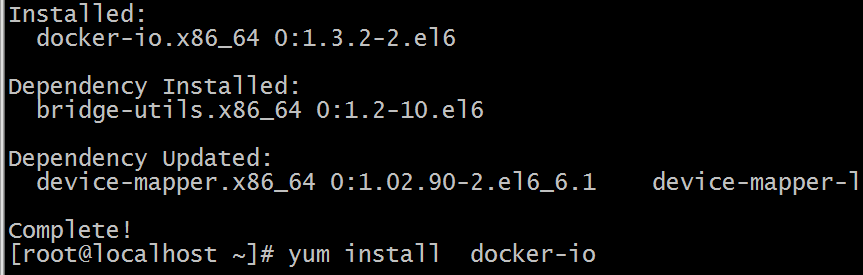 Installed:
  docker-io.x86_64 0:1.3.2-2.el6
Dependency Installed:
  bridge-utils.x86_64 0:1.2-10.el6
Dependency Updated:
  device-mapper.x86_64 0:1.02.90-2.el6_6.1    device-mapper-l
Complete!
[root@localhost ~]# yum install  docker-io